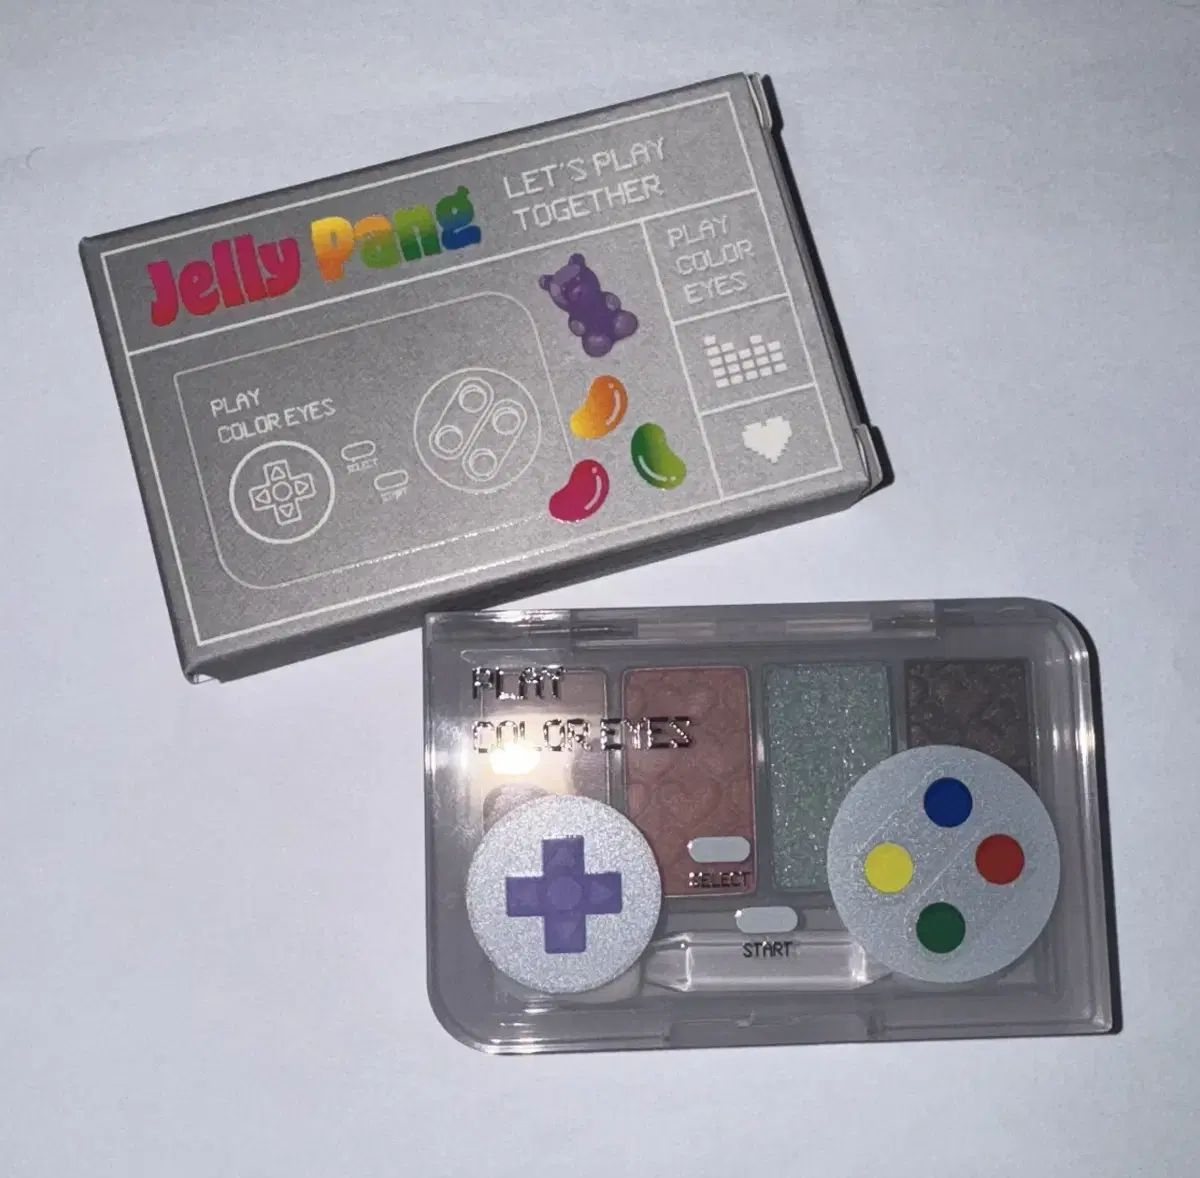 Jelly Pang
LET'S PLAY
TOGETHER
PLAY
COLOR
EYES
PLAY
COLOR EYES
SELECT
START
PLAY
COLOR EYES
SELECT
START